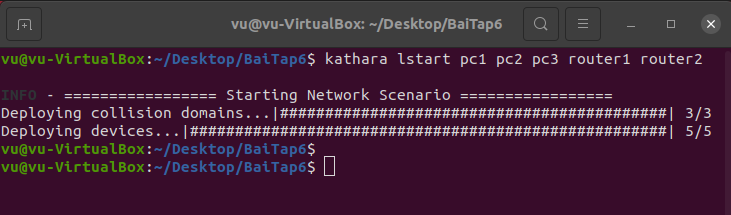 vu@vu-VirtualBox: ~/Desktop/BaiTap6
vu@vu-VirtualBox:~/Desktop/BaiTap6$ kathara lstart pc1 pc2 pc3 router1 router2
INFO - ================= Starting Network Scenario =================
Deploying collision domains...|############################################| 3/3
Deploying devices...|#####################################################| 5/5
vu@vu-VirtualBox:~/Desktop/BaiTap6$
vu@vu-VirtualBox:~/Desktop/BaiTap6$